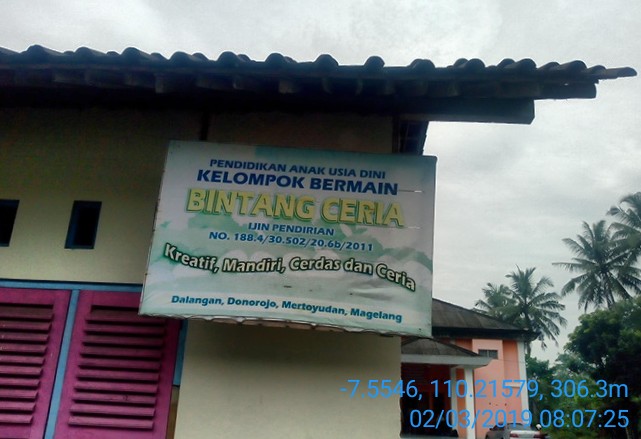 PENDIDIKAN ANAK USIA DINI
KELOMPOK BERMAIN
BINTANG CERIA
IJIN PENDIRIAN
NO. 188.4/30.502/20.6b/2011
Kreatif, Mandiri, Cerdas dan Ceria
Dalangan, Donorojo, Mertoyudan, Magelang
-7.5546, 110.21579, 306.3m
02/03/2019 08:07:25